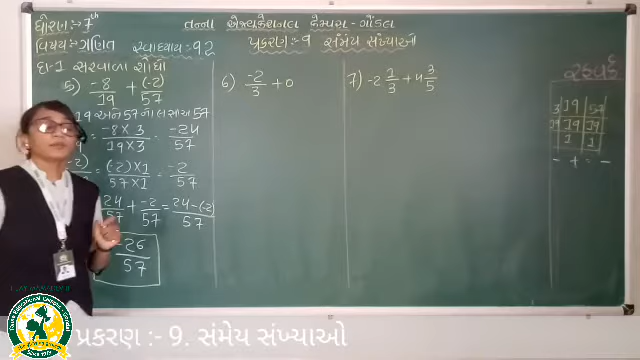 ધોરણ :- 7th
તન્ના એજ્યુકેશનલ કેમ્પસ - ગોંડલ
વિષય :- ગણિત
સ્વાધ્યાય :- 9.2
પ્રકરણ :- 9 સંમેય સંખ્યાઓ
દા-1 સરવાળા શોધો
5) -8/19 + (-2)/57
19 અને 57 નો લસાઅ 57
= -8 × 3 / 19 × 3 = -24/57
-2) = (-2) × 1 / 57 × 1 = -2/57
24/57 + -2/57 = 24 - (-2) / 57
26/57
6) -2/3 + 0
7) -2 1/3 + 4 3/5
3 | 19 | 57
19 | 19 | 19
1 | 1
- + = -
પ્રકરણ :- 9. સંમેય સંખ્યાઓ